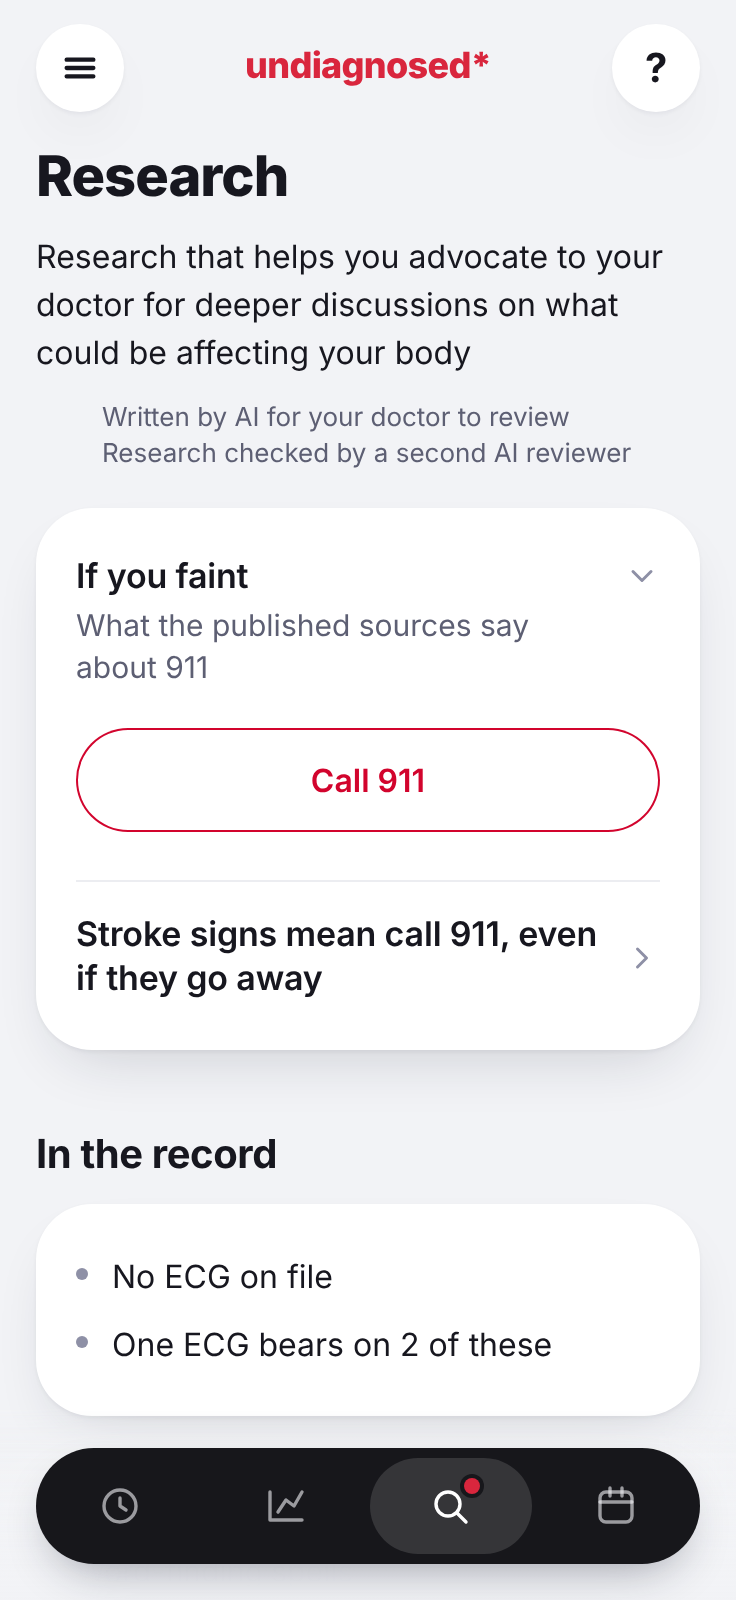 undiagnosed*
?
Research
Research that helps you advocate to your
doctor for deeper discussions on what
could be affecting your body
Written by AI for your doctor to review
Research checked by a second AI reviewer
If you faint
What the published sources say
about 911
Call 911
Stroke signs mean call 911, even
if they go away
In the record
No ECG on file
One ECG bears on 2 of these